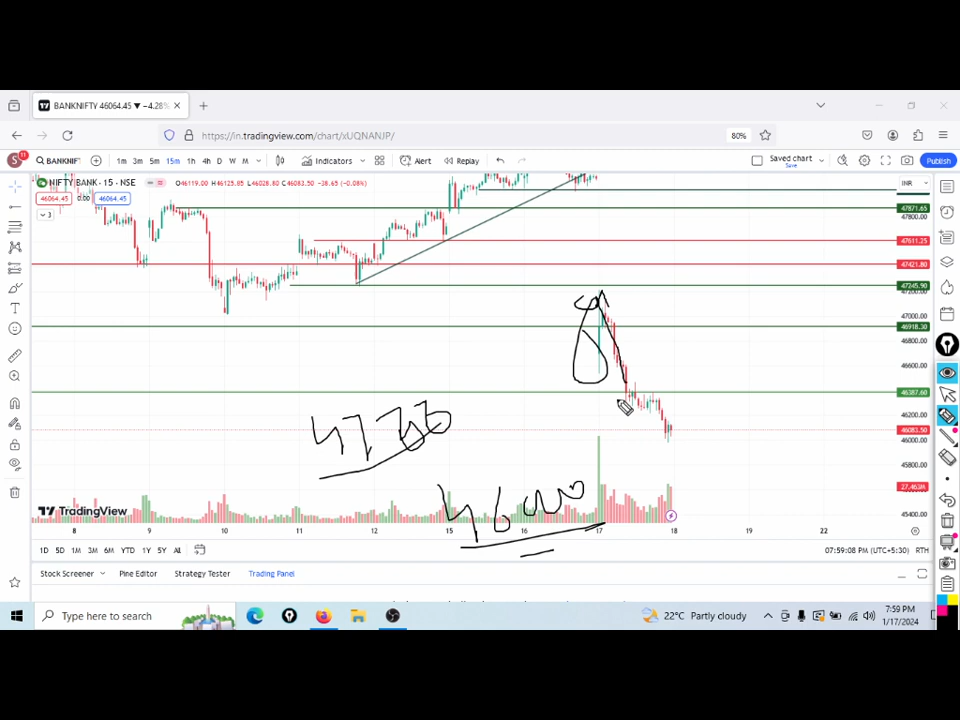 BANKNIFTY 46064.45 ▼ −4.28%
https://in.tradingview.com/chart/xUQNANJP/
80%
S 11 BANKNIF
1m 3m 5m 15m 1h 4h D W M
Indicators
Alert
Replay
Saved chart
Save
Publish
NIFTY BANK · 15 · NSE
O46119.00 H46125.85 L46028.80 C46083.50 −38.65 (−0.08%)
INR
46064.45 0.00 46064.45
3
47871.65
47800.00
47611.25
47421.80
47245.90
47200.00
47000.00
46918.30
46800.00
46600.00
46387.60
46200.00
46083.50
46000.00
45800.00
27.463M
45400.00
46000
TradingView
8 9 10 11 12 15 16 17 18 22
1D 5D 1M 3M 6M YTD 1Y 5Y All
07:59:08 PM (UTC+5:30) RTH
Stock Screener Pine Editor Strategy Tester Trading Panel
Type here to search
22°C Partly cloudy
7:59 PM
1/17/2024